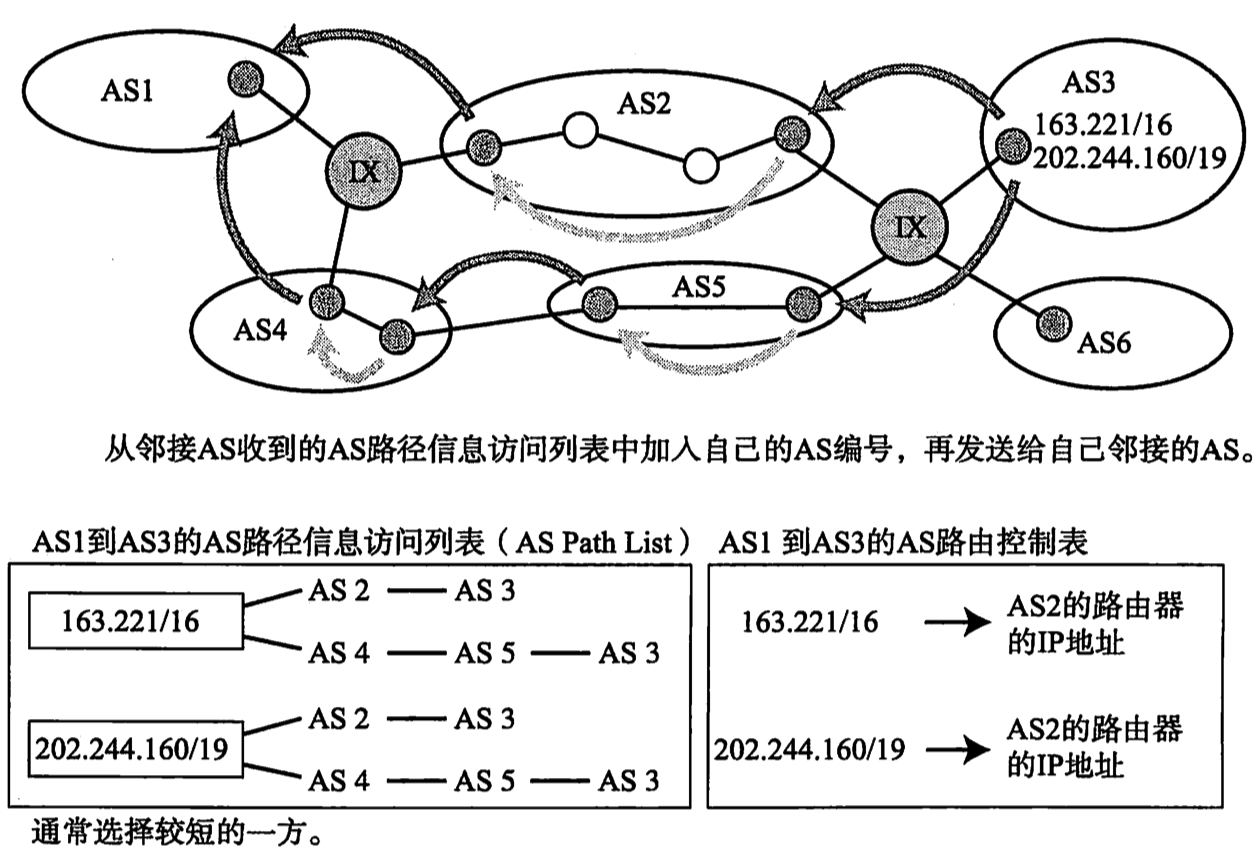 AS1
AS2
AS3
163.221/16
202.244.160/19
IX
IX
AS4
AS5
AS6
从邻接AS收到的AS路径信息访问列表中加入自己的AS编号，再发送给自己邻接的AS。
AS1到AS3的AS路径信息访问列表（AS Path List）
163.221/16
AS 2 — AS 3
AS 4 — AS 5 — AS 3
202.244.160/19
AS 2 — AS 3
AS 4 — AS 5 — AS 3
通常选择较短的一方。
AS1 到AS3的AS路由控制表
163.221/16
AS2的路由器
的IP地址
202.244.160/19
AS2的路由器
的IP地址